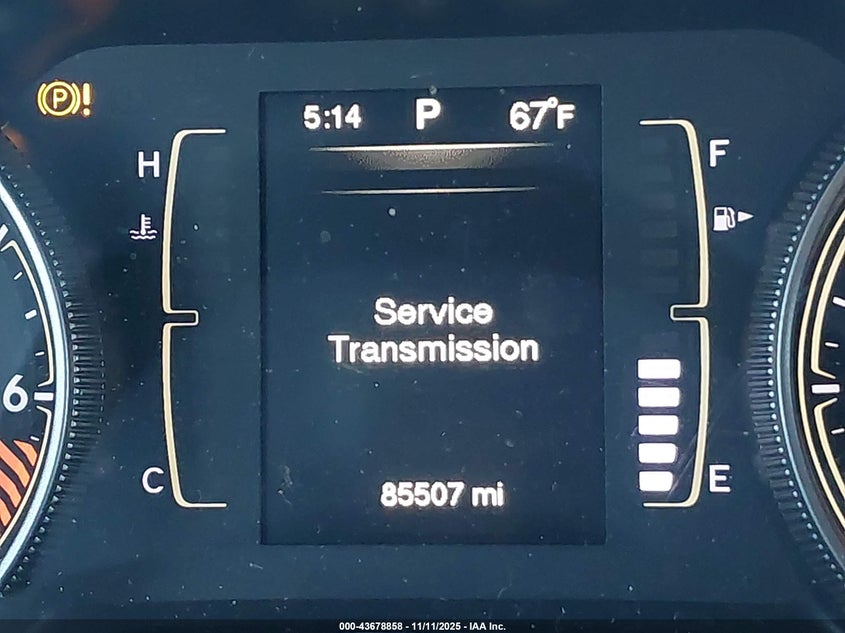 P!
5:14 P 67°F
H
F
Service
Transmission
6
C
E
85507 mi
000-43678858 - 11/11/2025 - IAA Inc.